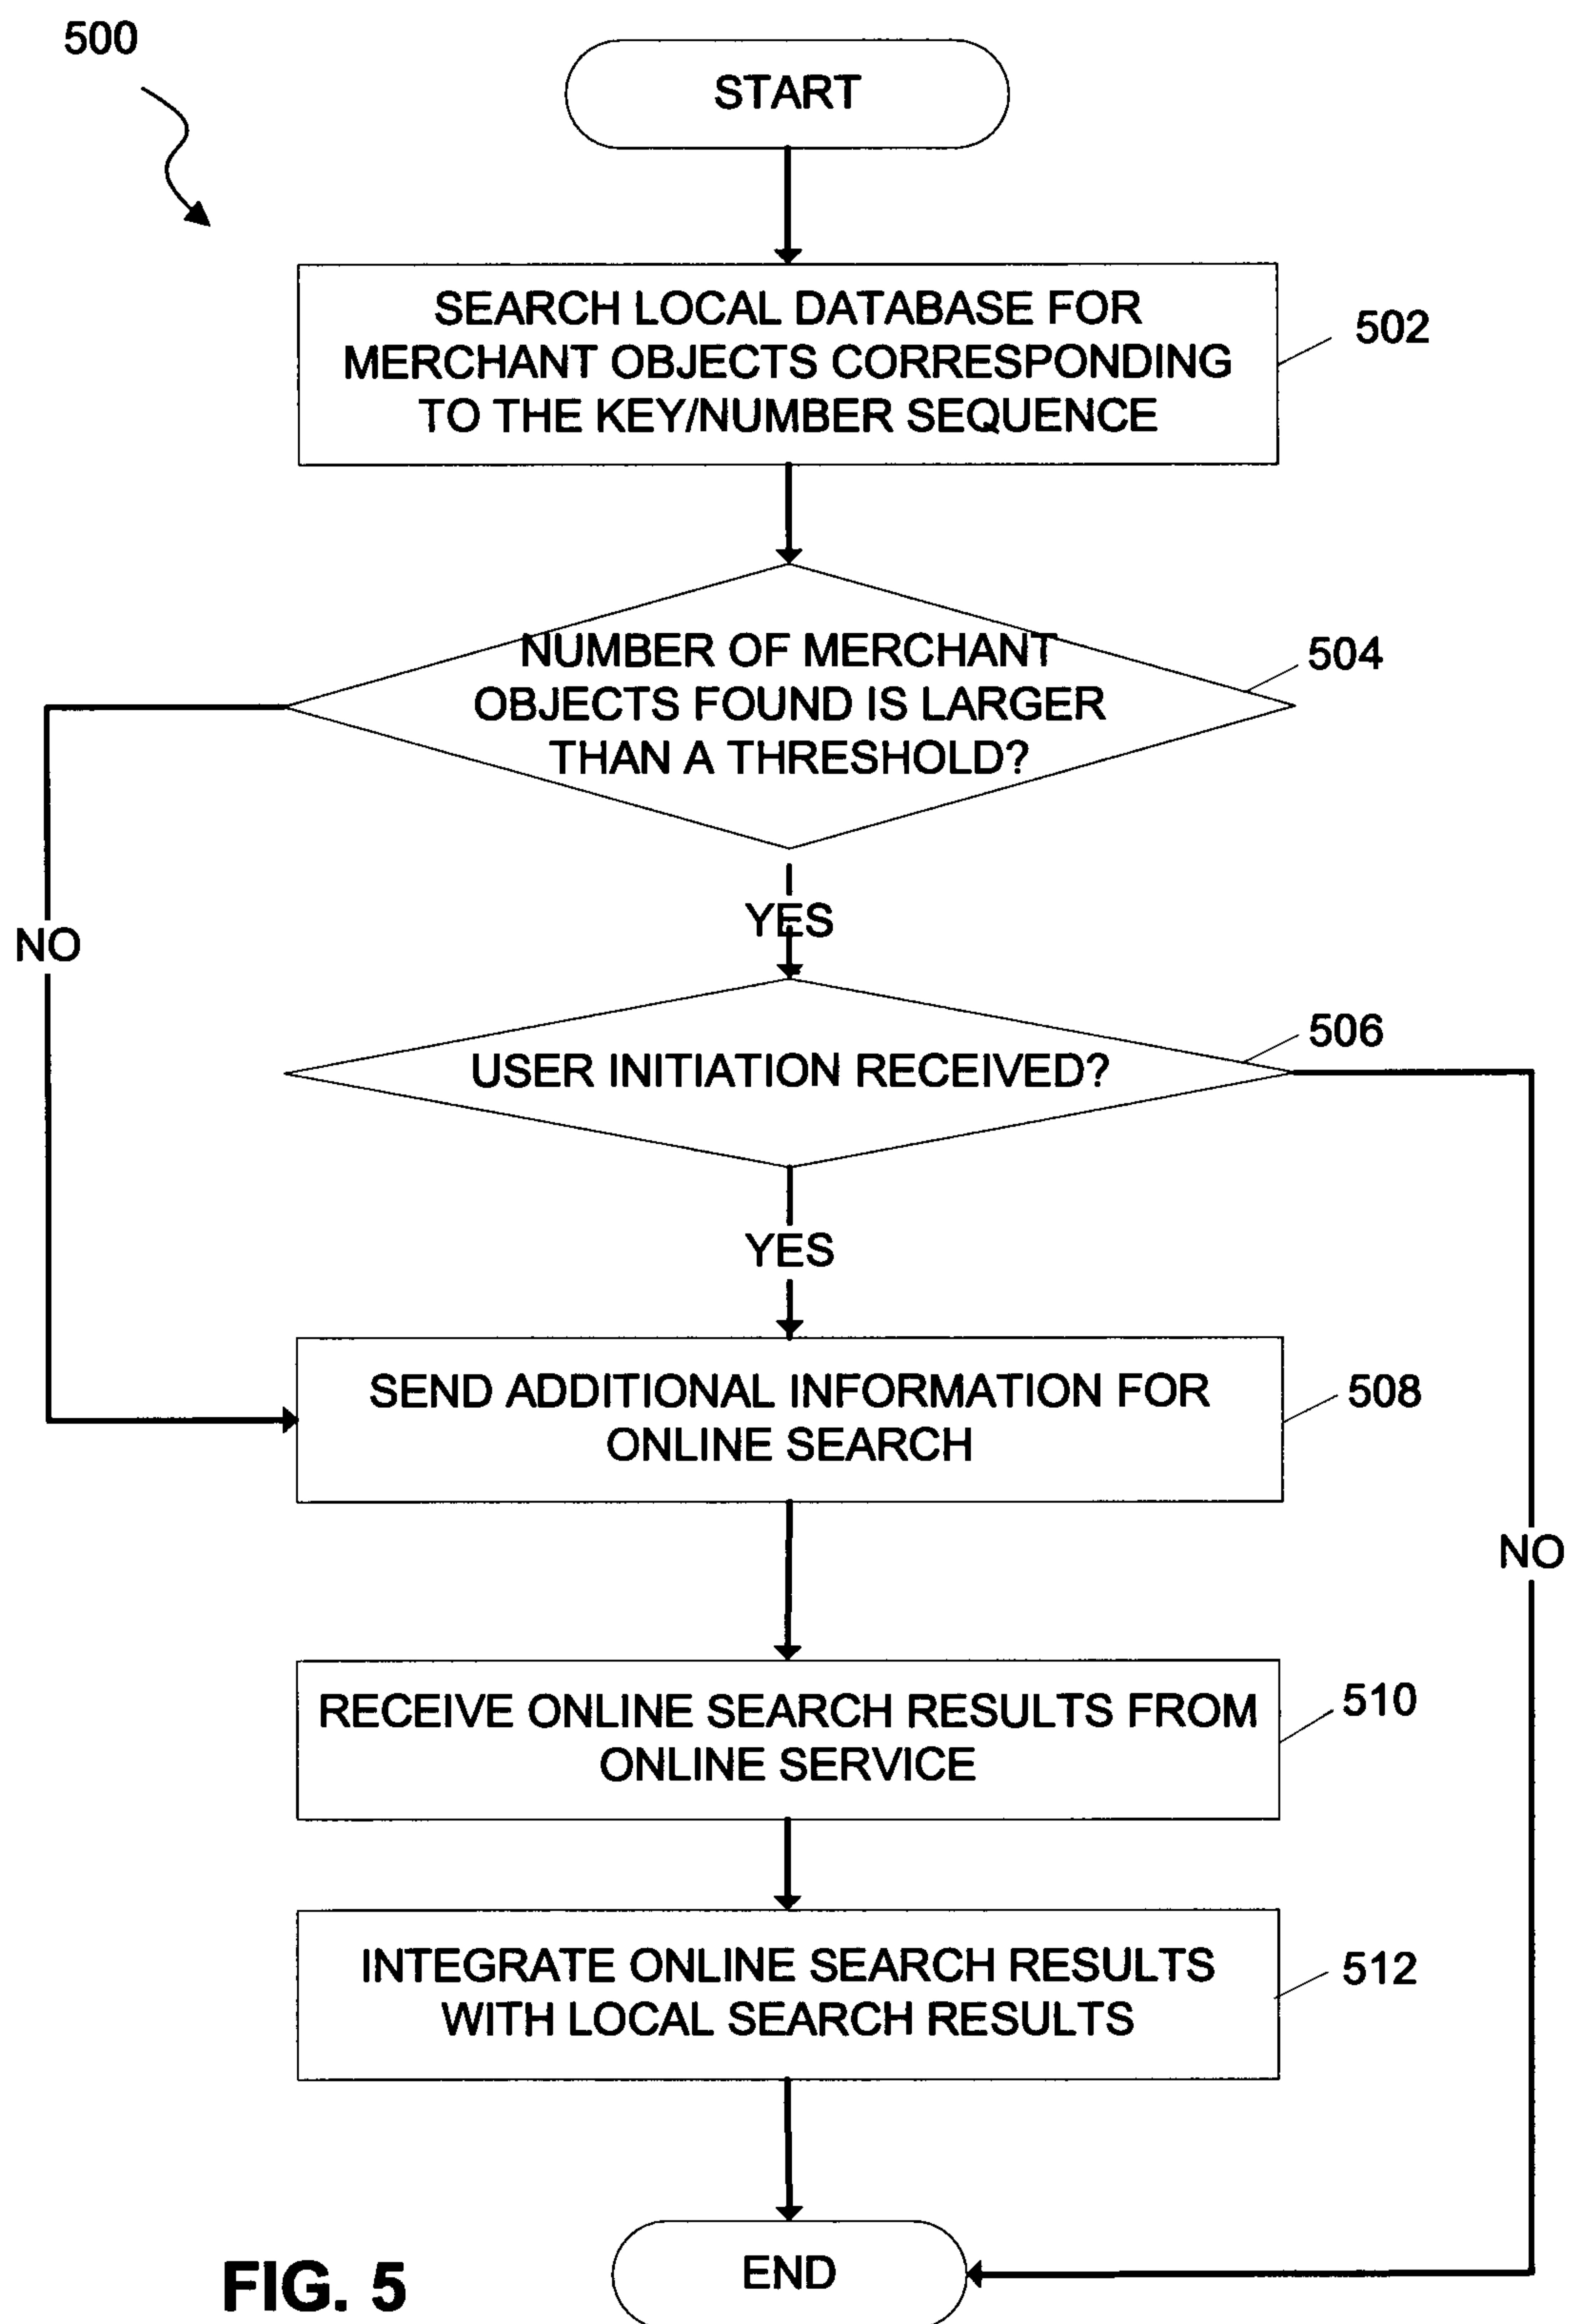 500
START
SEARCH LOCAL DATABASE FOR
MERCHANT OBJECTS CORRESPONDING
TO THE KEY/NUMBER SEQUENCE
502
NUMBER OF MERCHANT
OBJECTS FOUND IS LARGER
THAN A THRESHOLD?
504
YES
NO
USER INITIATION RECEIVED?
506
YES
SEND ADDITIONAL INFORMATION FOR
ONLINE SEARCH
508
NO
RECEIVE ONLINE SEARCH RESULTS FROM
ONLINE SERVICE
510
INTEGRATE ONLINE SEARCH RESULTS
WITH LOCAL SEARCH RESULTS
512
END
FIG. 5